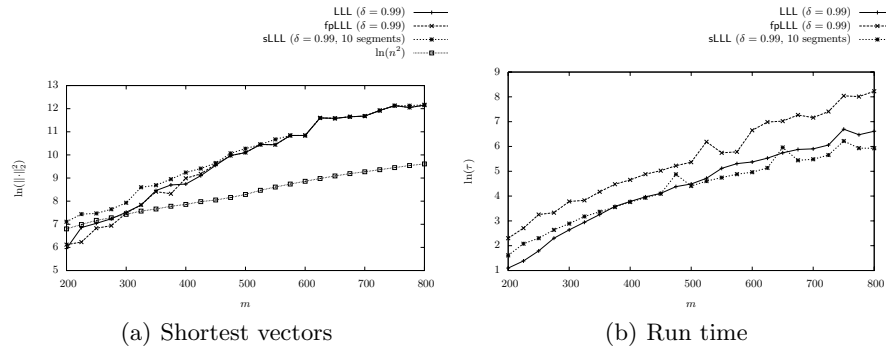 LLL (δ = 0.99)
fpLLL (δ = 0.99)
sLLL (δ = 0.99, 10 segments)
ln(n²)
13
12
11
10
9
8
7
6
5
ln(||·||₂²)
200 300 400 500 600 700 800
m
(a) Shortest vectors
LLL (δ = 0.99)
fpLLL (δ = 0.99)
sLLL (δ = 0.99, 10 segments)
9
8
7
6
5
4
3
2
1
ln(τ)
200 300 400 500 600 700 800
m
(b) Run time